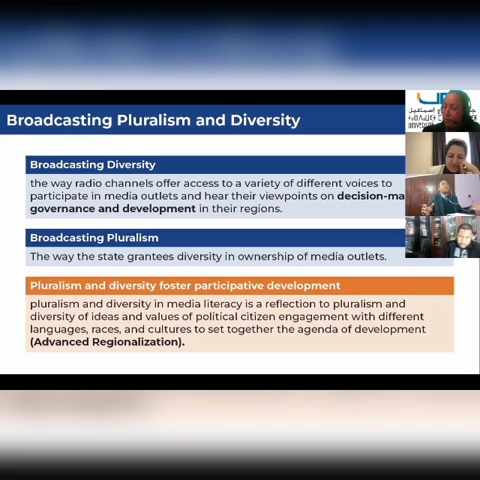 Broadcasting Pluralism and Diversity
Broadcasting Diversity
the way radio channels offer access to a variety of different voices to
participate in media outlets and hear their viewpoints on decision-ma
governance and development in their regions.
Broadcasting Pluralism
The way the state grantees diversity in ownership of media outlets.
Pluralism and diversity foster participative development
pluralism and diversity in media literacy is a reflection to pluralism and
diversity of ideas and values of political citizen engagement with different
languages, races, and cultures to set together the agenda of development
(Advanced Regionalization).